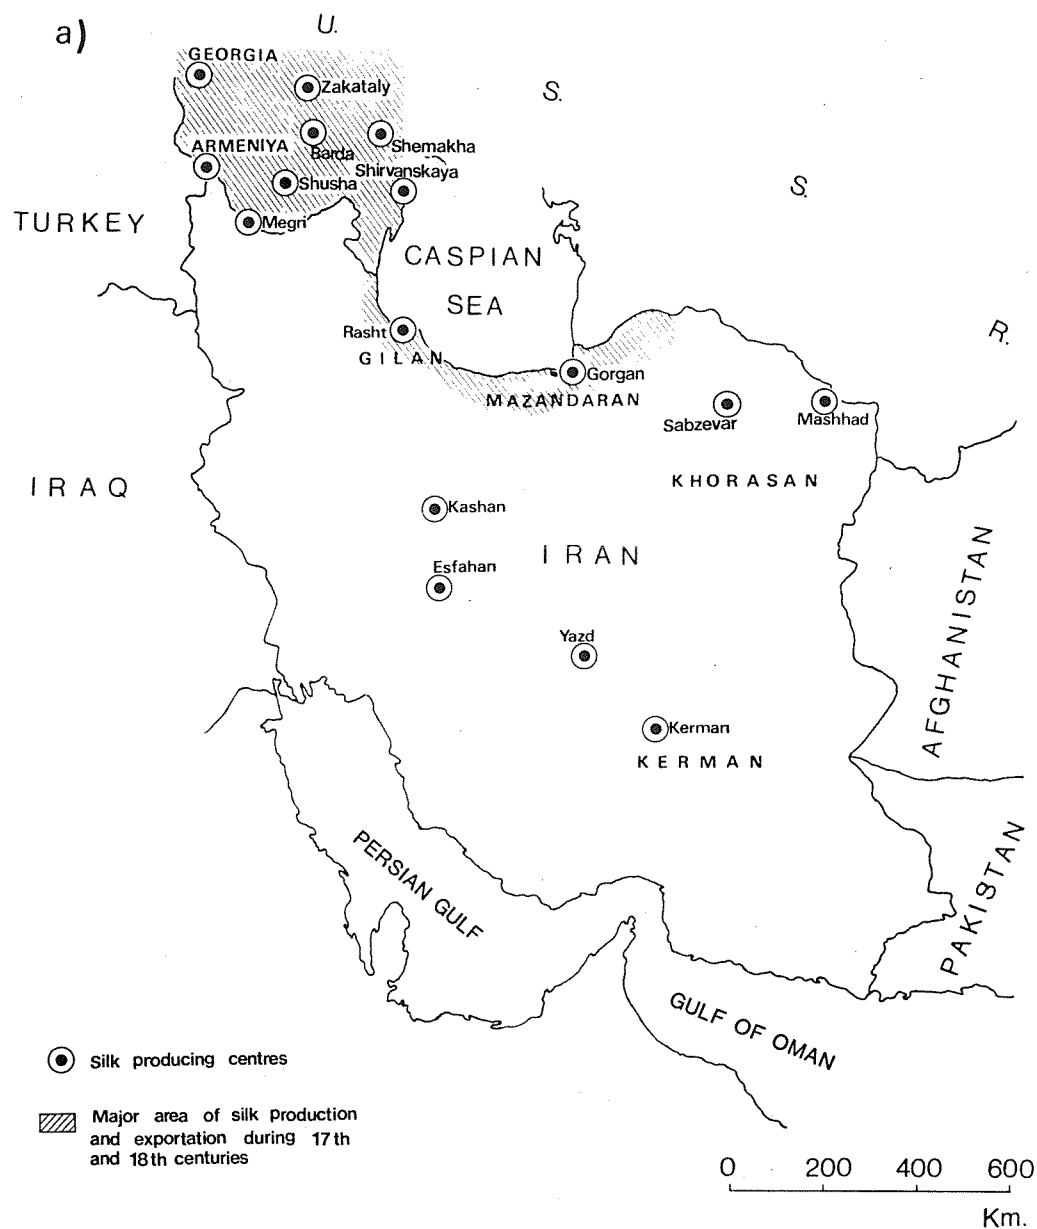 a)
U.
S.
S.
R.
GEORGIA
Zakataly
ARMENIYA
Barda
Shemakha
Shirvanskaya
Shusha
Megri
TURKEY
CASPIAN
SEA
Rasht
GILAN
Gorgan
MAZANDARAN
Sabzevar
Mashhad
KHORASAN
IRAQ
Kashan
IRAN
Esfahan
Yazd
Kerman
KERMAN
AFGHANISTAN
PAKISTAN
PERSIAN GULF
GULF OF OMAN
Silk producing centres
Major area of silk production
and exportation during 17th
and 18th centuries
0 200 400 600
Km.